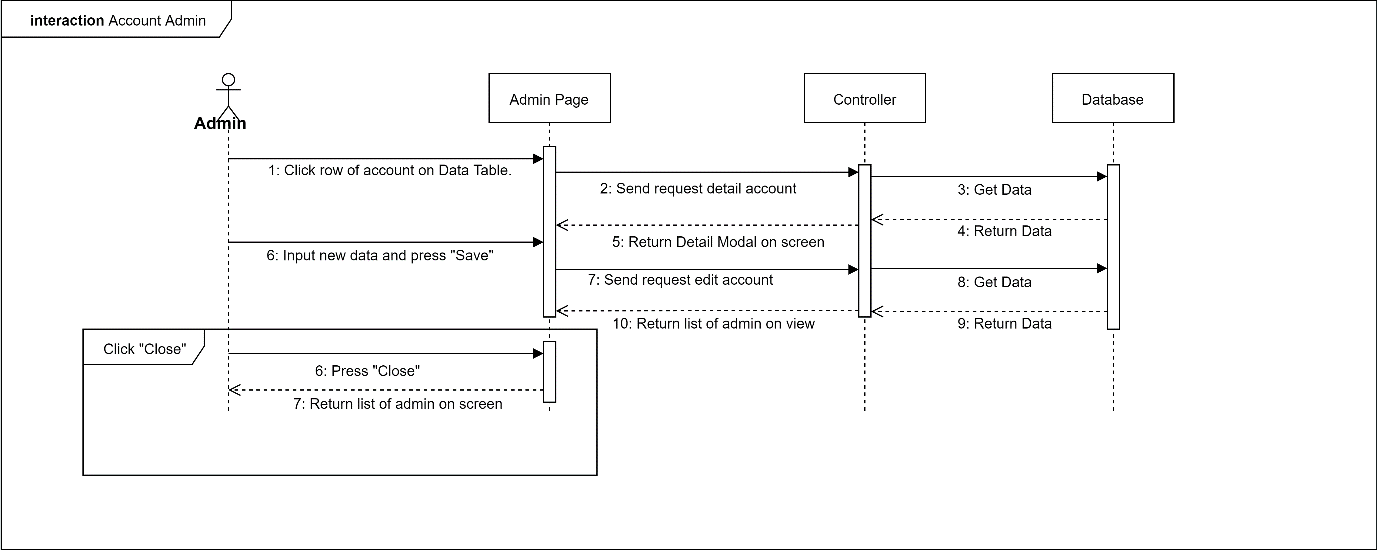 interaction Account Admin
Admin
Admin Page
Controller
Database
1: Click row of account on Data Table.
2: Send request detail account
3: Get Data
4: Return Data
5: Return Detail Modal on screen
6: Input new data and press "Save"
7: Send request edit account
8: Get Data
9: Return Data
10: Return list of admin on view
Click "Close"
6: Press "Close"
7: Return list of admin on screen